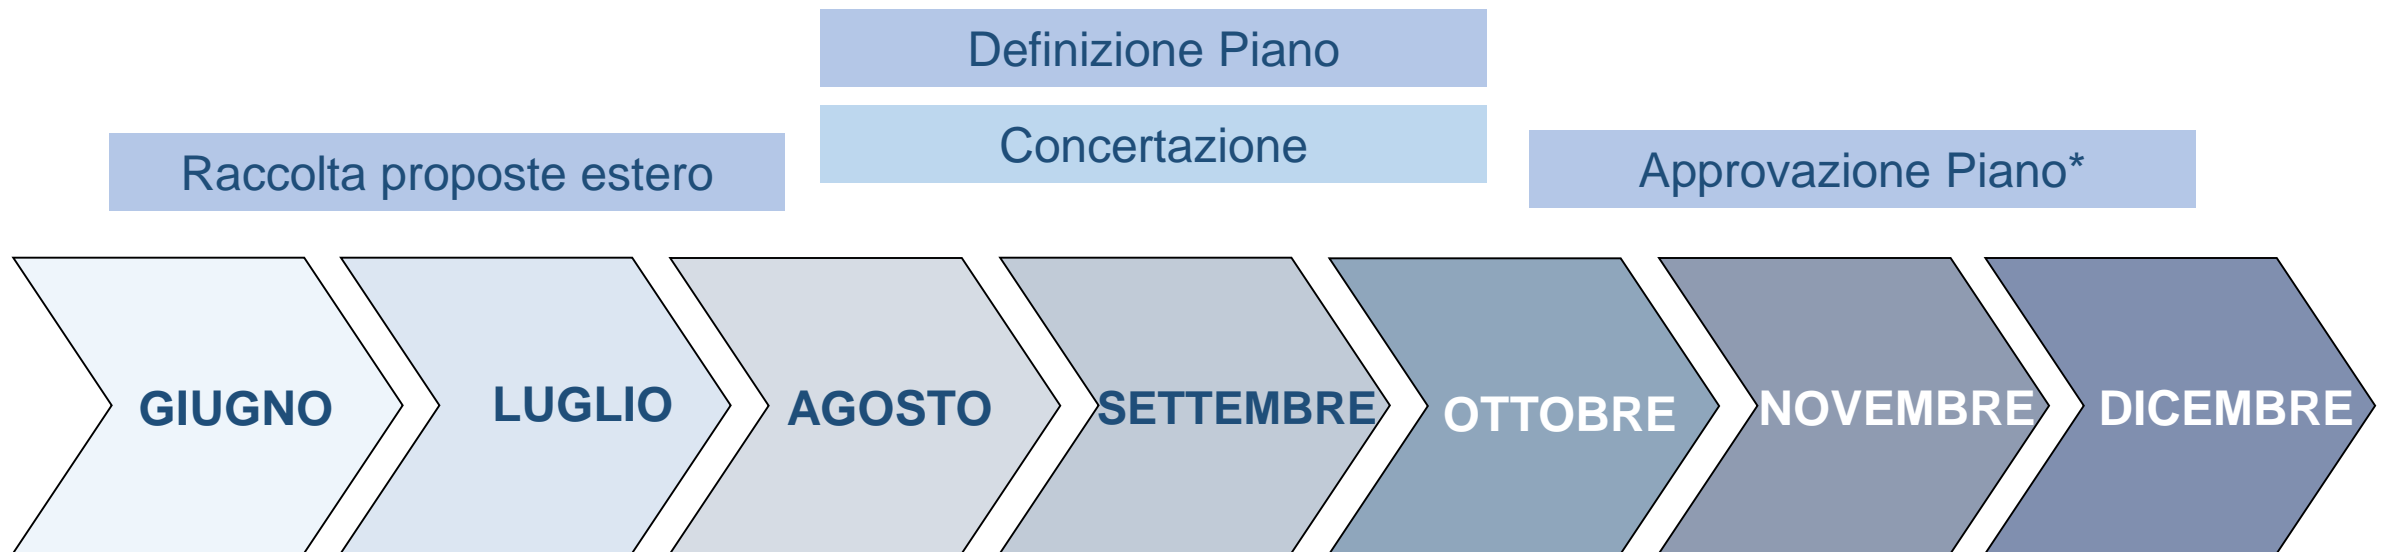 Definizione Piano
Concertazione
Raccolta proposte estero
Approvazione Piano*
GIUGNO
LUGLIO
AGOSTO
SETTEMBRE
OTTOBRE
NOVEMBRE
DICEMBRE